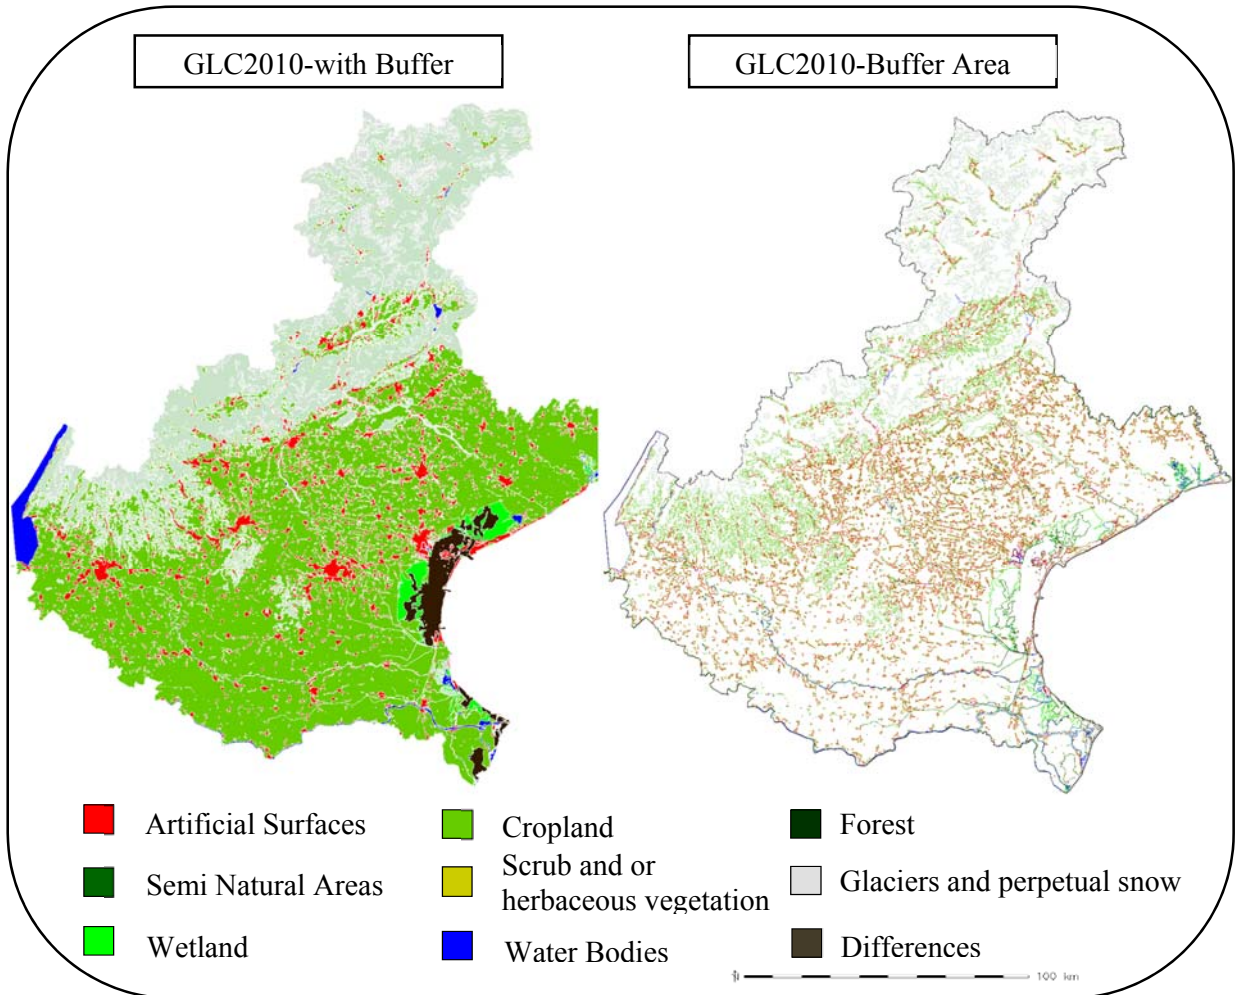 GLC2010-with Buffer
GLC2010-Buffer Area
Artificial Surfaces
Cropland
Forest
Semi Natural Areas
Scrub and or
herbaceous vegetation
Glaciers and perpetual snow
Wetland
Water Bodies
Differences
100 km